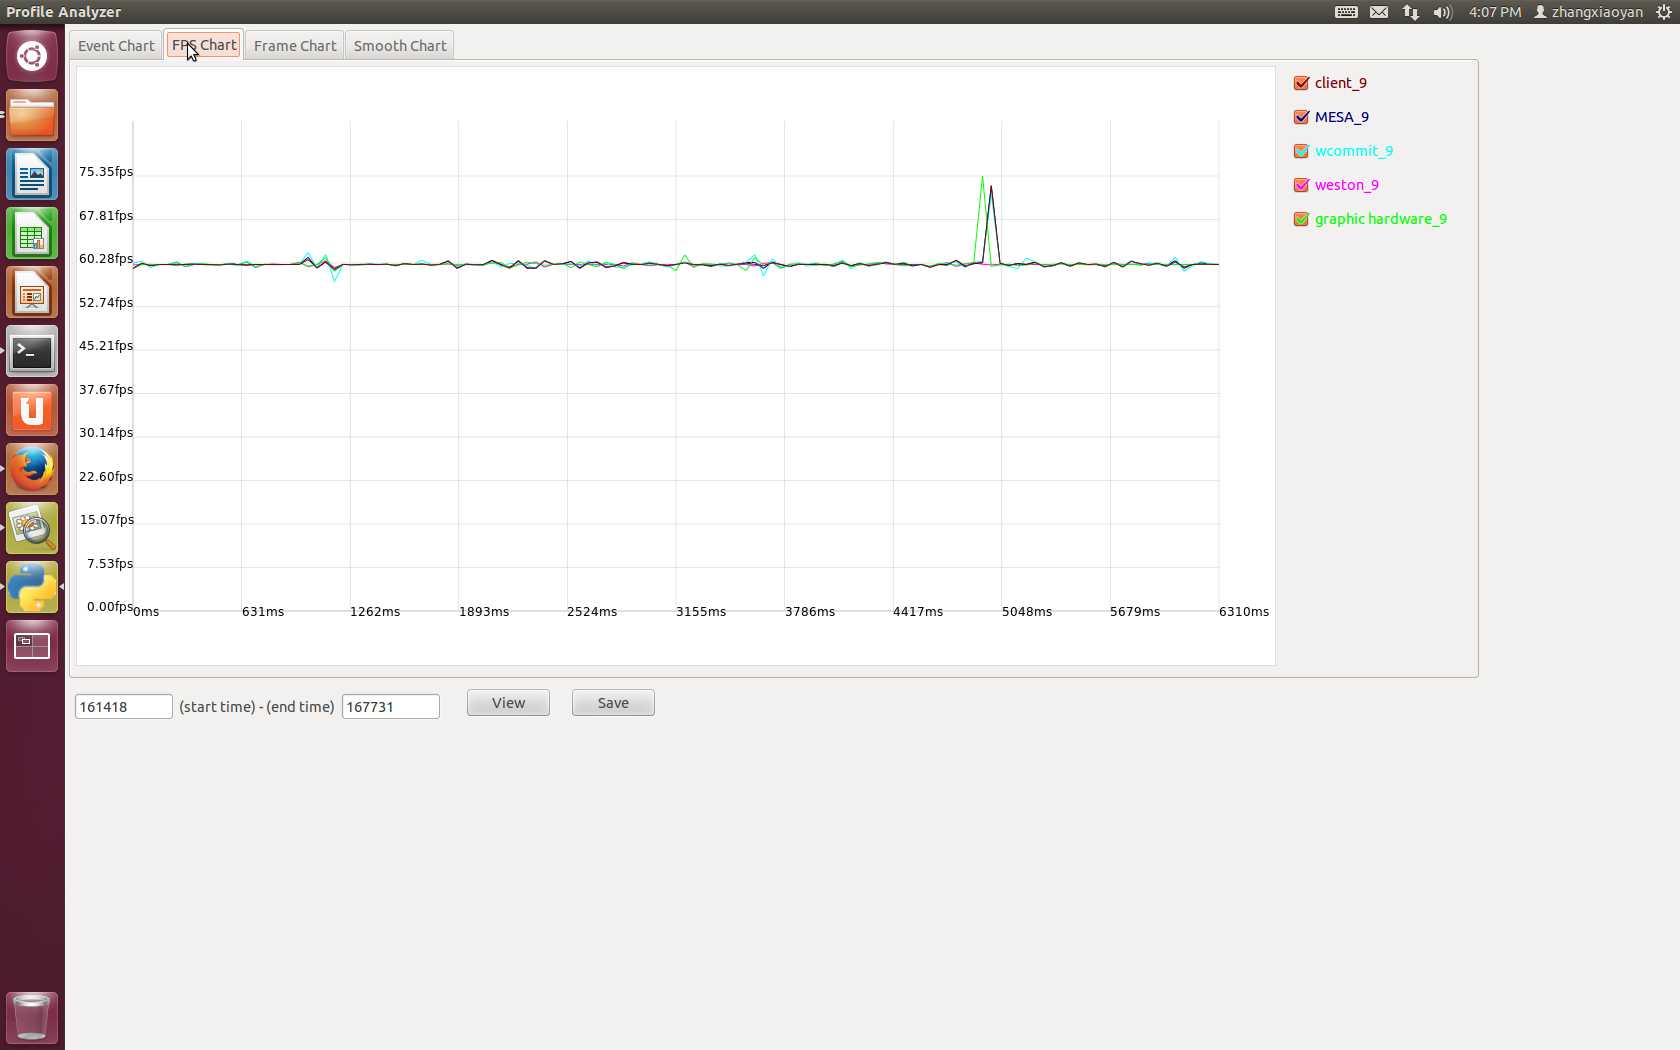 Profile Analyzer
4:07 PM zhangxiaoyan
Event Chart FPS Chart Frame Chart Smooth Chart
client_9
MESA_9
wcommit_9
weston_9
graphic hardware_9
75.35fps
67.81fps
60.28fps
52.74fps
45.21fps
37.67fps
30.14fps
22.60fps
15.07fps
7.53fps
0.00fps
0ms 631ms 1262ms 1893ms 2524ms 3155ms 3786ms 4417ms 5048ms 5679ms 6310ms
161418 (start time) - (end time) 167731 View Save